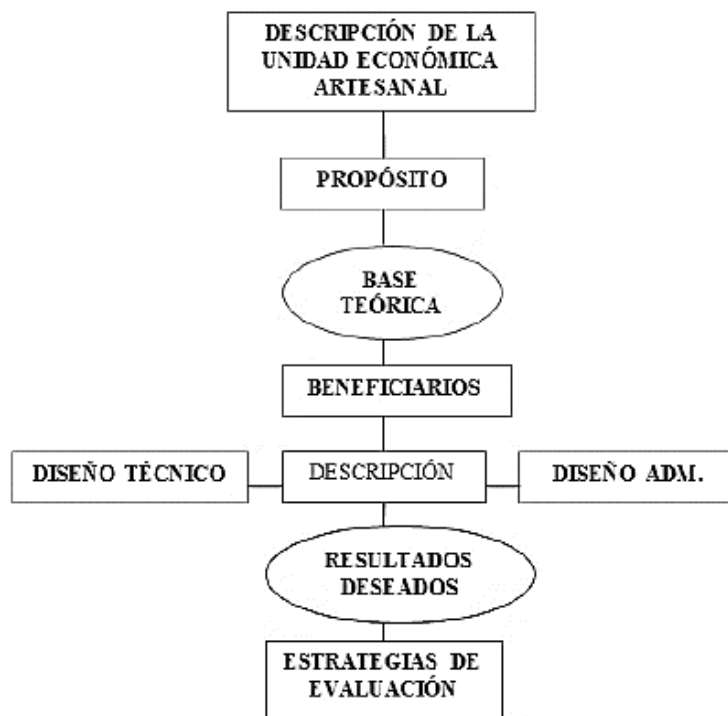 DESCRIPCIÓN DE LA
UNIDAD ECONÓMICA
ARTESANAL
PROPÓSITO
BASE
TEÓRICA
BENEFICIARIOS
DISEÑO TÉCNICO
DESCRIPCIÓN
DISEÑO ADM.
RESULTADOS
DESEADOS
ESTRATEGIAS DE
EVALUACIÓN